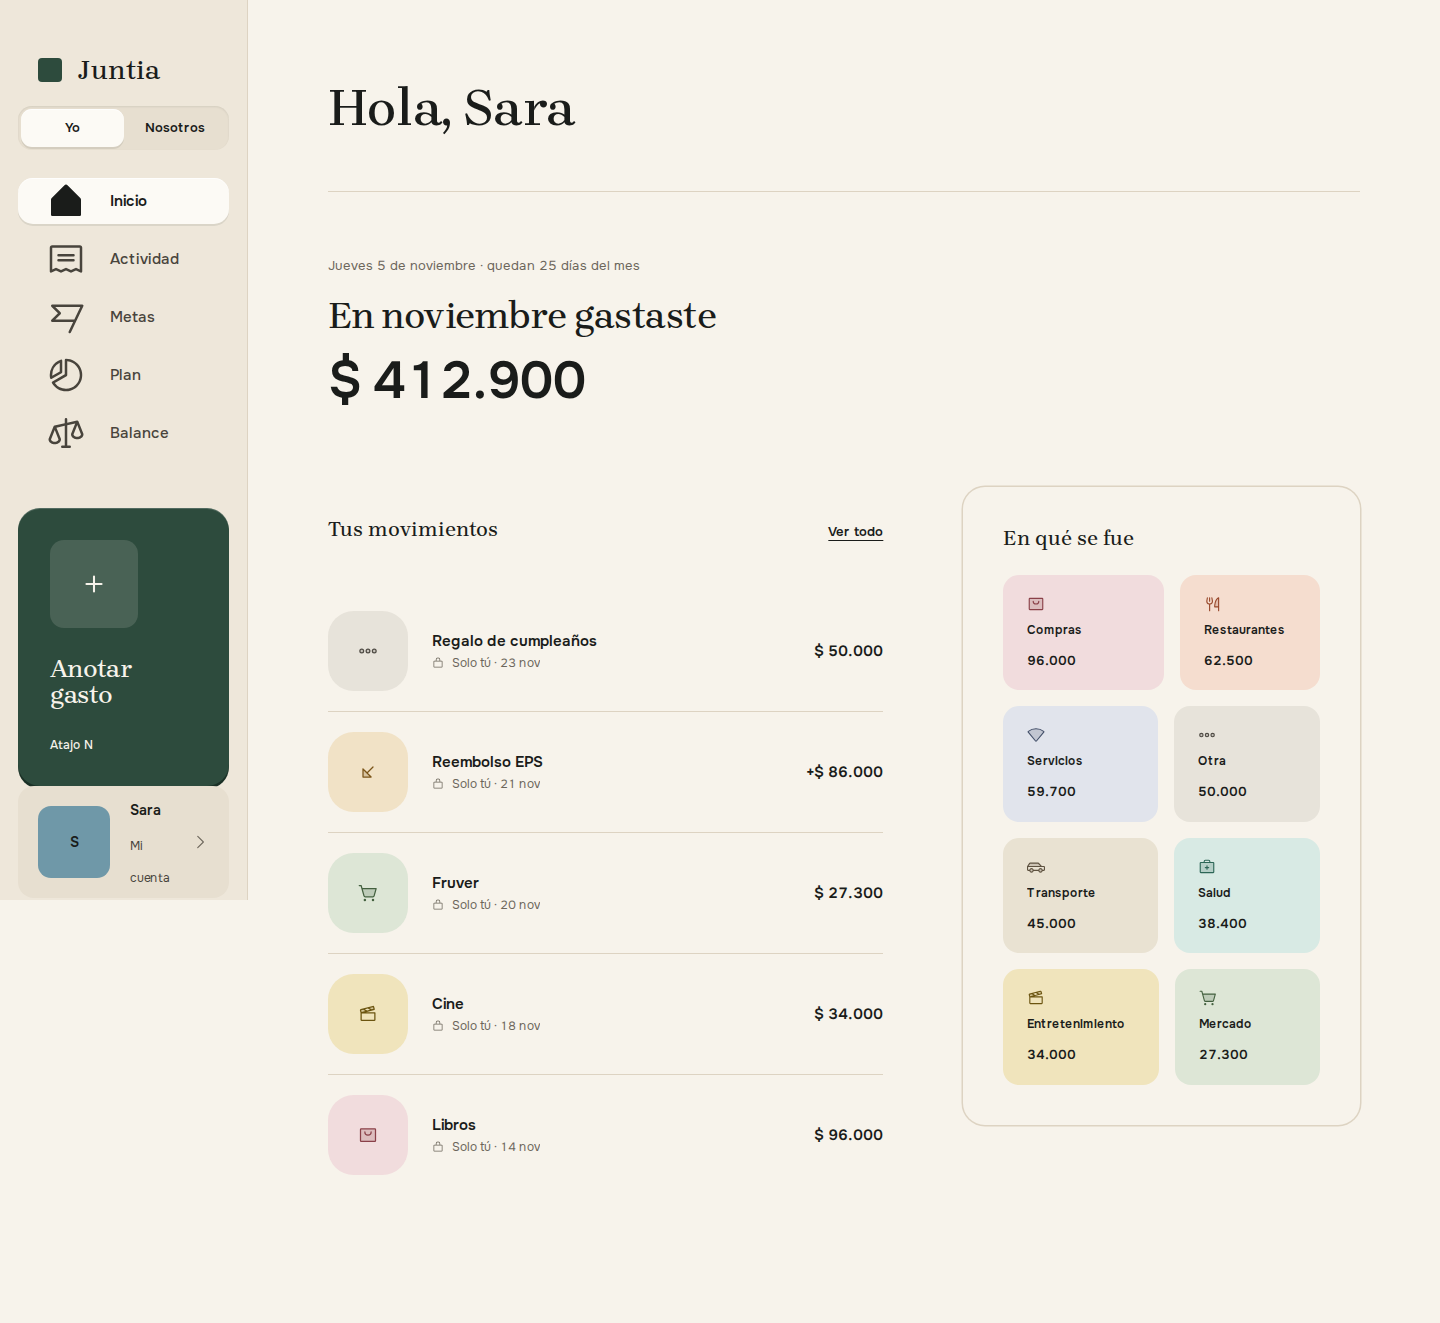 Juntia
Yo
Nosotros
Inicio
Actividad
Metas
Plan
Balance
Anotar
gasto
Atajo N
S
Sara
Mi
cuenta
Hola, Sara
Jueves 5 de noviembre · quedan 25 días del mes
En noviembre gastaste
$ 412.900
Tus movimientos
Ver todo
Regalo de cumpleaños
Solo tú · 23 nov
$ 50.000
Reembolso EPS
Solo tú · 21 nov
+$ 86.000
Fruver
Solo tú · 20 nov
$ 27.300
Cine
Solo tú · 18 nov
$ 34.000
Libros
Solo tú · 14 nov
$ 96.000
En qué se fue
Compras
96.000
Restaurantes
62.500
Servicios
59.700
Otra
50.000
Transporte
45.000
Salud
38.400
Entretenimiento
34.000
Mercado
27.300